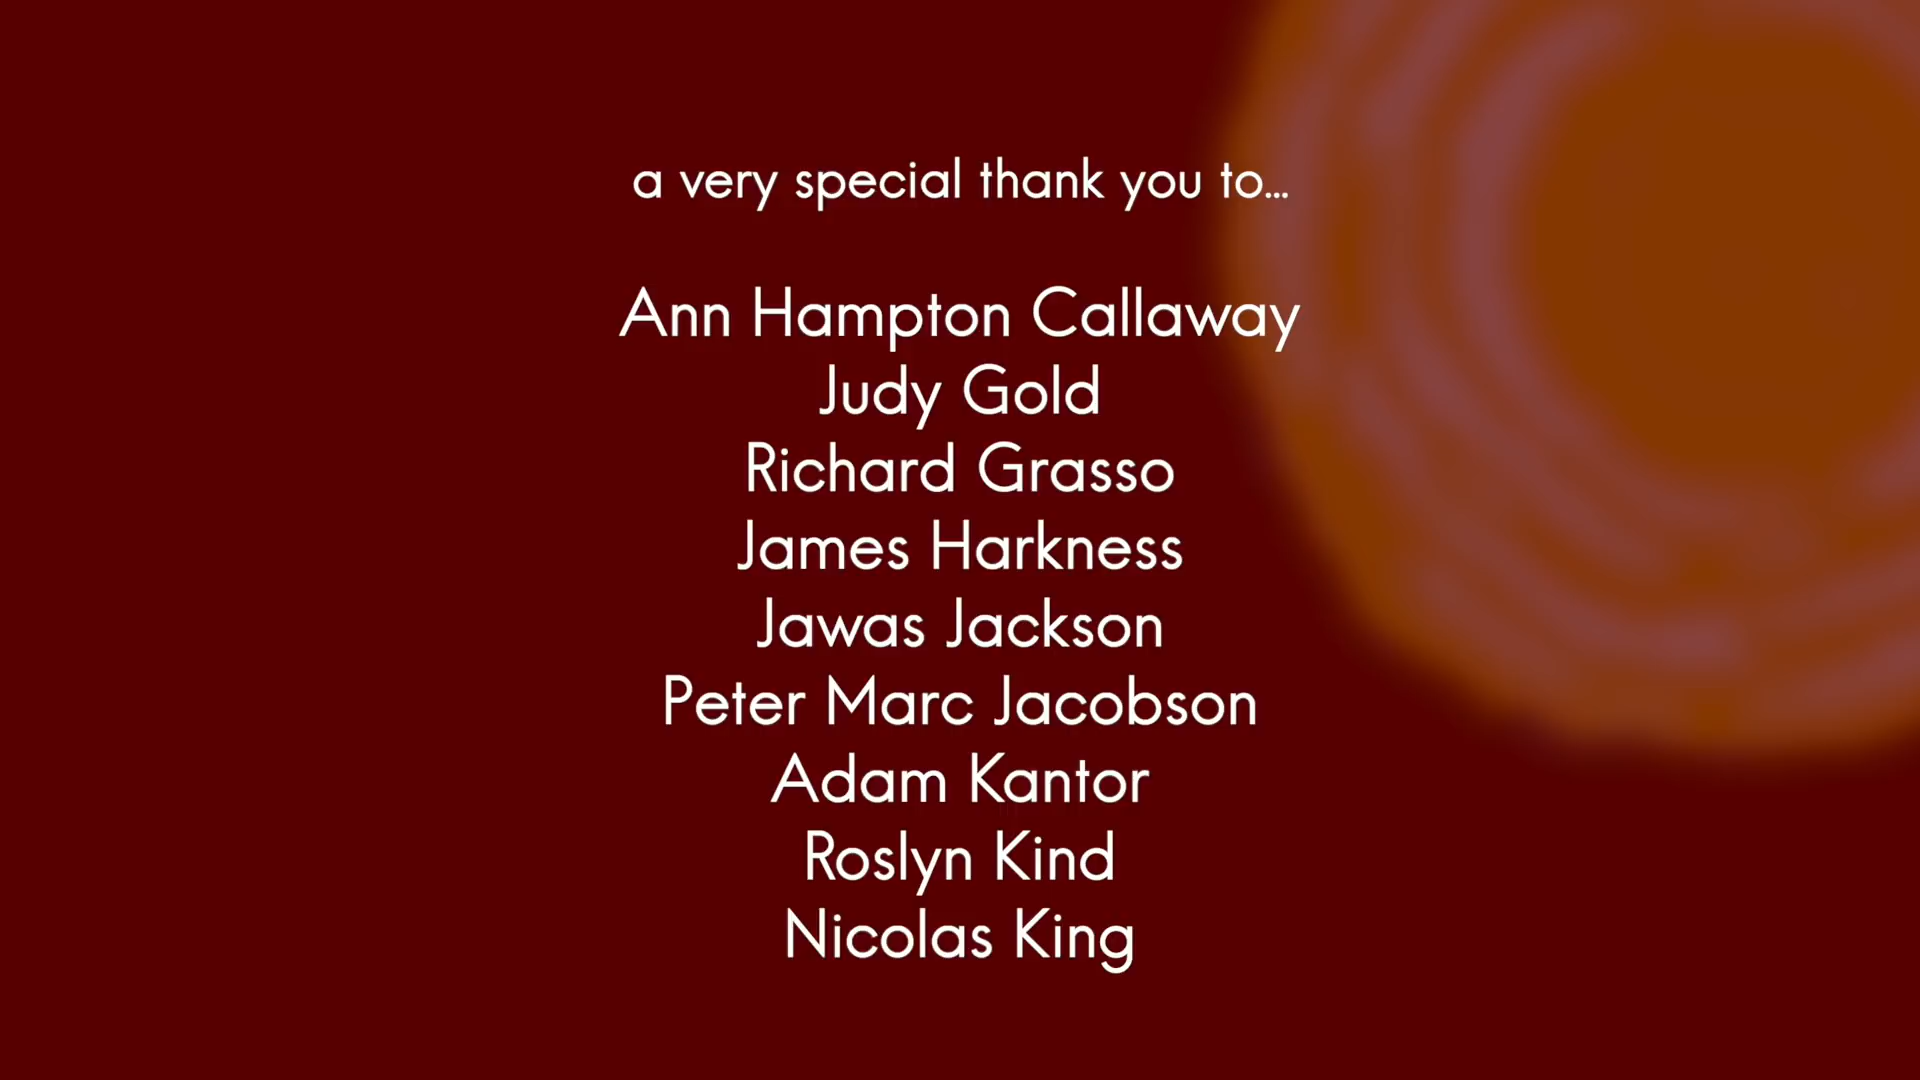 a very special thank you to...
Ann Hampton Callaway
Judy Gold
Richard Grasso
James Harkness
Jawas Jackson
Peter Marc Jacobson
Adam Kantor
Roslyn Kind
Nicolas King